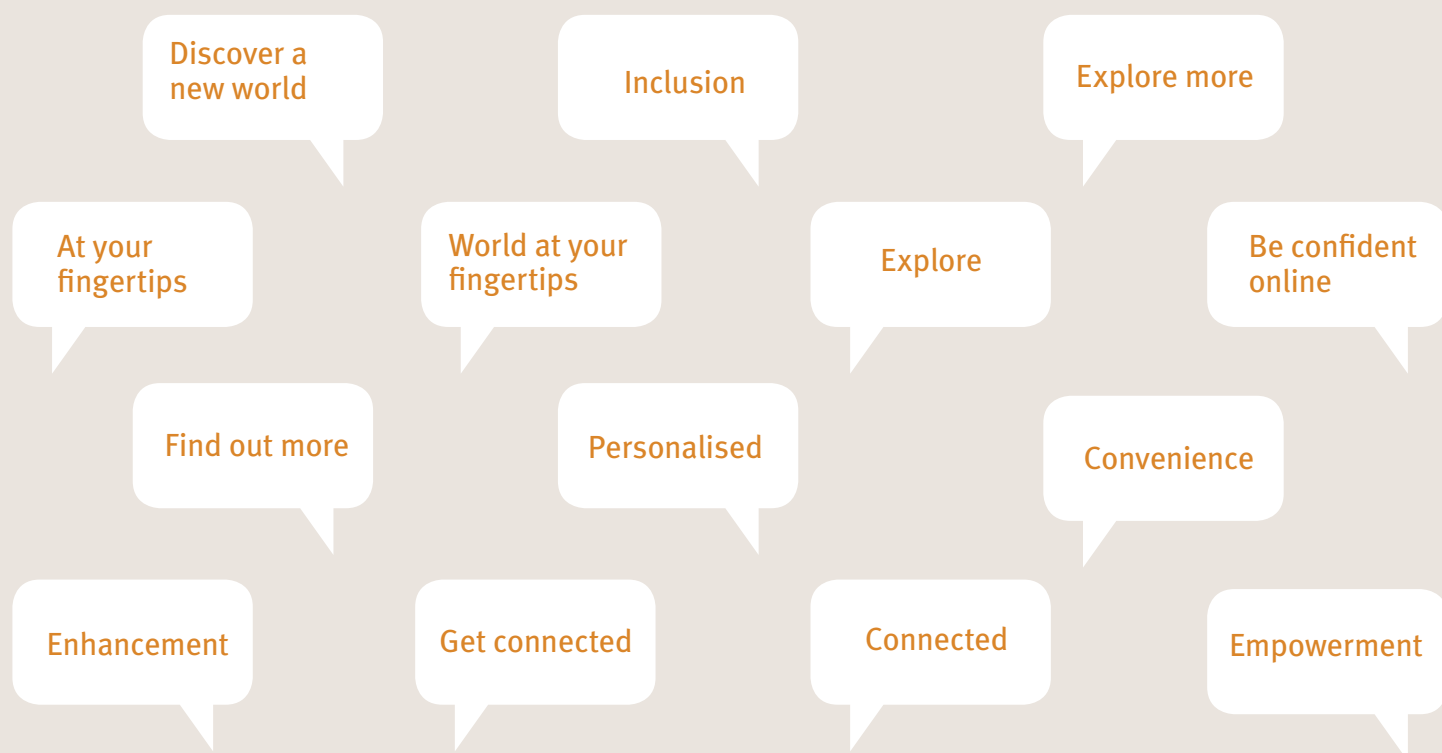 Discover a
new world
Inclusion
Explore more
At your
fingertips
World at your
fingertips
Explore
Be confident
online
Find out more
Personalised
Convenience
Enhancement
Get connected
Connected
Empowerment